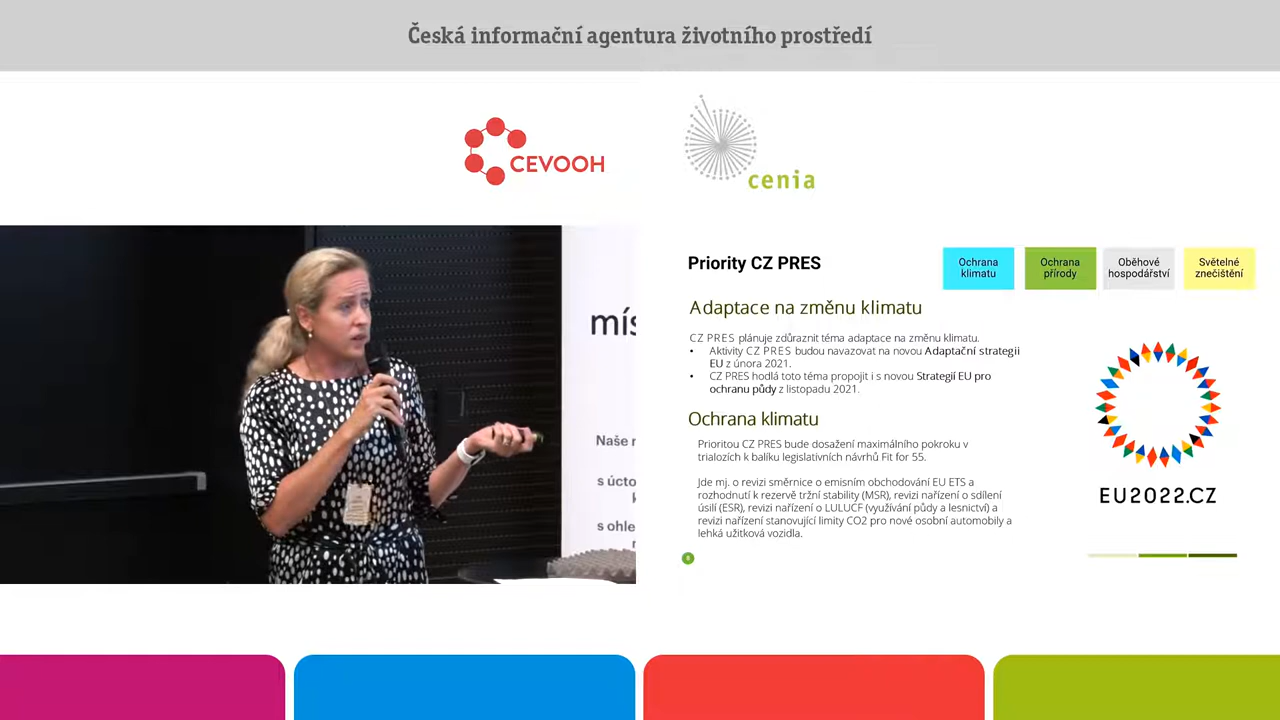 Česká informační agentura životního prostředí
CEVOOH
cenia
mís
Naše
s úcto
s ohle
Priority CZ PRES
Ochrana
klimatu
Ochrana
přírody
Oběhové
hospodářství
Světelné
znečištění
Adaptace na změnu klimatu
CZ PRES plánuje zdůraznit téma adaptace na změnu klimatu.
• Aktivity CZ PRES budou navazovat na novou Adaptační strategii
EU z února 2021.
• CZ PRES hodlá toto téma propojit i s novou Strategií EU pro
ochranu půdy z listopadu 2021.
Ochrana klimatu
Prioritou CZ PRES bude dosažení maximálního pokroku v
trialozích k balíku legislativních návrhů Fit for 55.
Jde mj. o revizi směrnice o emisním obchodování EU ETS a
rozhodnutí k rezervě tržní stability (MSR), revizi nařízení o sdílení
úsilí (ESR), revizi nařízení o LULUCF (využívání půdy a lesnictví) a
revizi nařízení stanovující limity CO2 pro nové osobní automobily a
lehká užitková vozidla.
EU2022.CZ
8